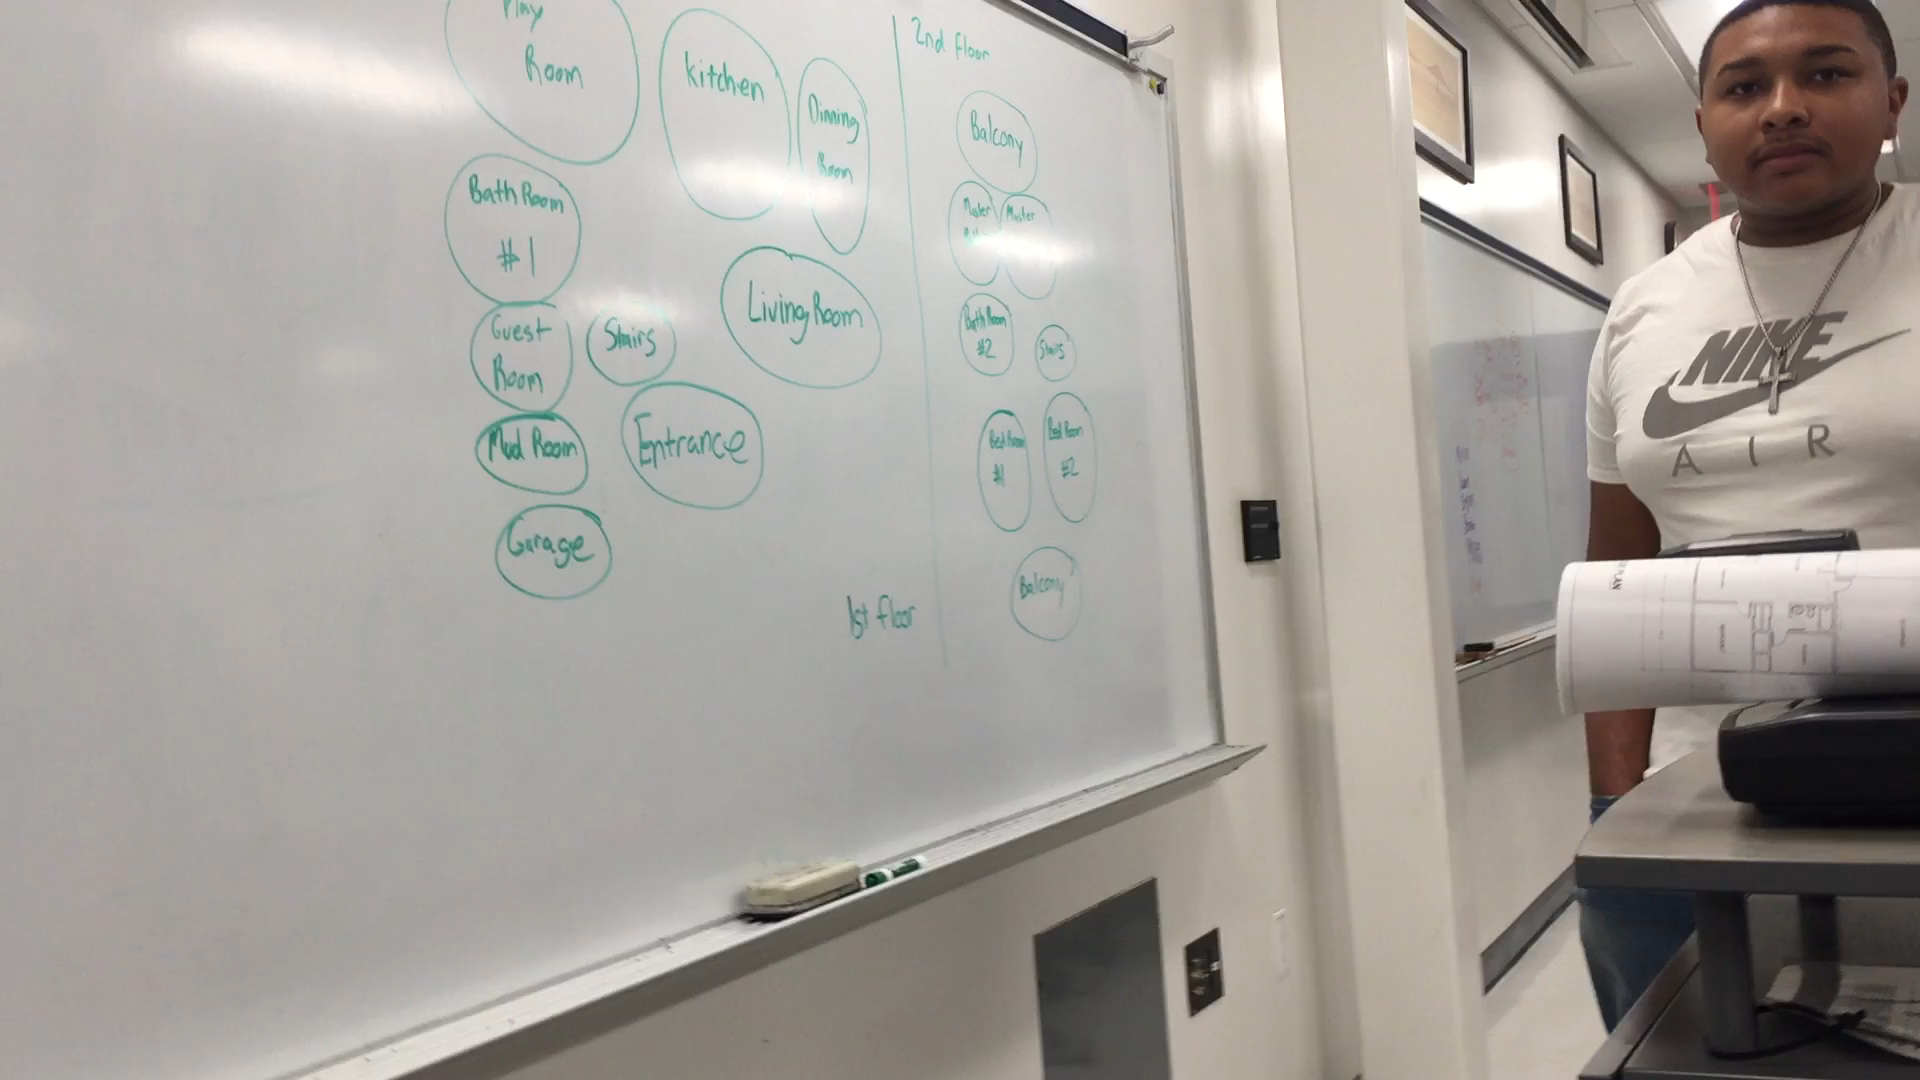 Play
Room
Kitchen
Dinning
Room
Bath Room
#1
Guest
Room
Stairs
Living Room
Mud Room
Entrance
Garage
1st floor
2nd floor
Balcony
Master
Master
Bath Room
#2
Stairs
Bed Room
#1
Bed Room
#2
Balcony
NIKE
AIR
PLAN